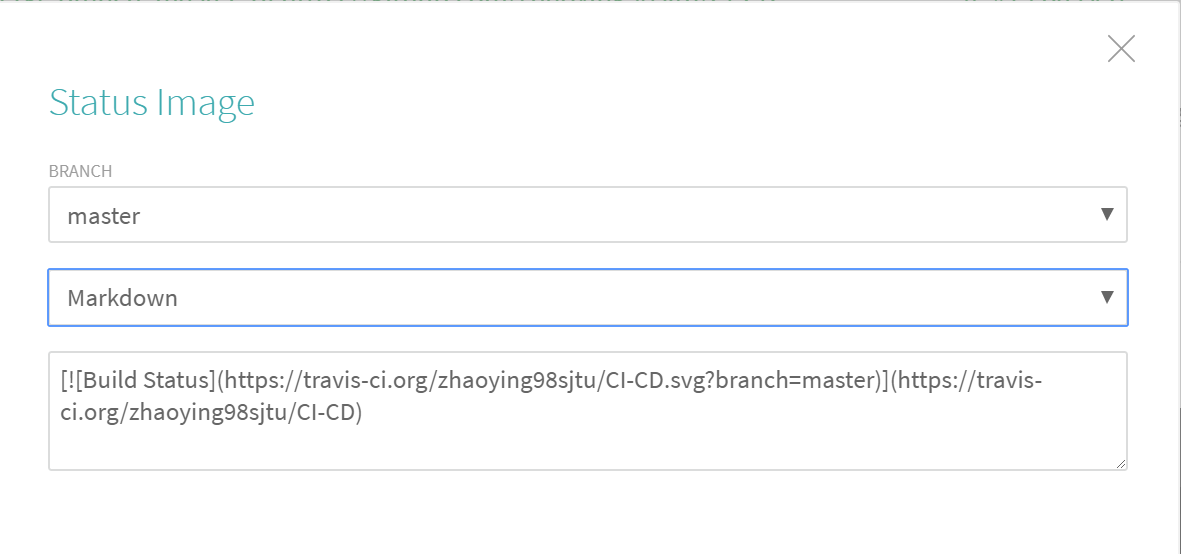 Status Image
BRANCH
master
Markdown
[![Build Status](https://travis-ci.org/zhaoying98sjtu/CI-CD.svg?branch=master)](https://travis-
ci.org/zhaoying98sjtu/CI-CD)